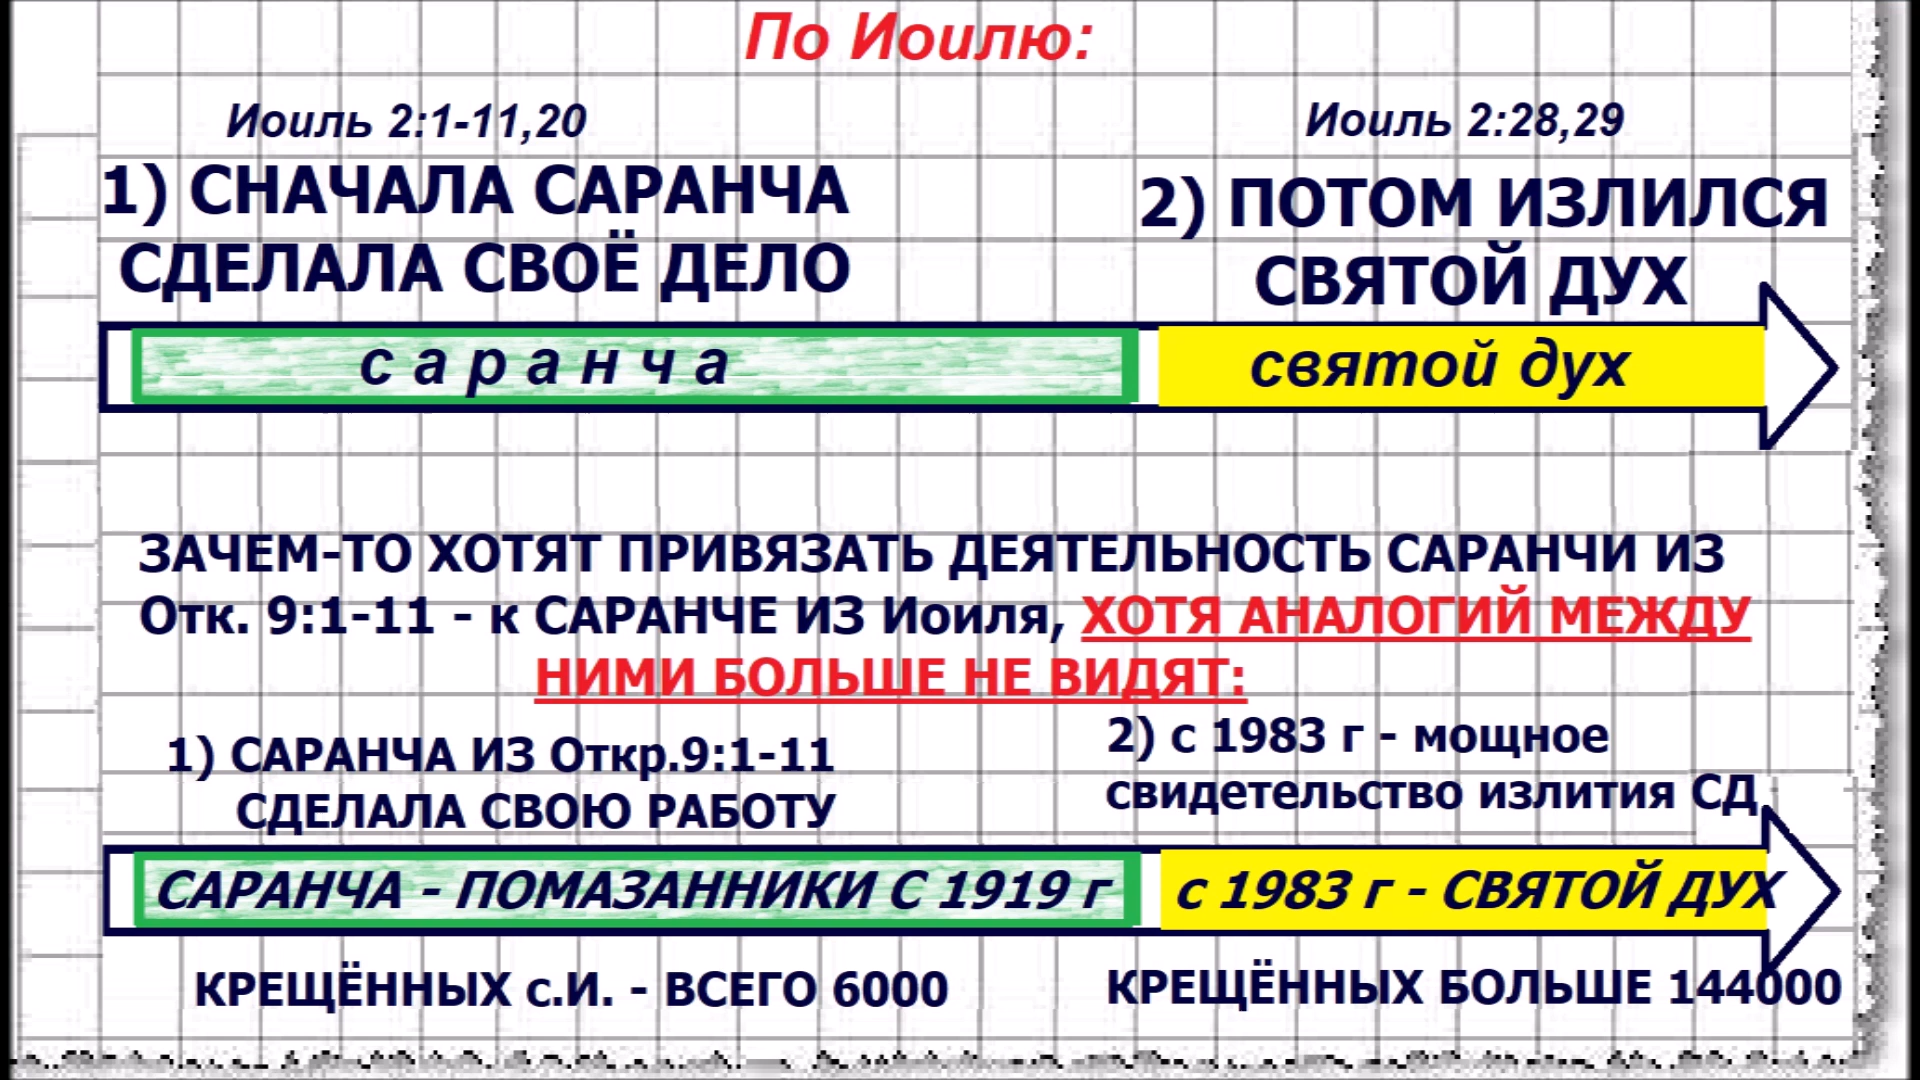 По Иоилю:
Иоиль 2:1-11,20
1) СНАЧАЛА САРАНЧА
СДЕЛАЛА СВОЁ ДЕЛО
Иоиль 2:28,29
2) ПОТОМ ИЗЛИЛСЯ
СВЯТОЙ ДУХ
саранча
святой дух
ЗАЧЕМ-ТО ХОТЯТ ПРИВЯЗАТЬ ДЕЯТЕЛЬНОСТЬ САРАНЧИ ИЗ
Отк. 9:1-11 - к САРАНЧЕ ИЗ Иоиля, ХОТЯ АНАЛОГИЙ МЕЖДУ
НИМИ БОЛЬШЕ НЕ ВИДЯТ:
1) САРАНЧА ИЗ Откр.9:1-11
СДЕЛАЛА СВОЮ РАБОТУ
2) с 1983 г - мощное
свидетельство излития СД
САРАНЧА - ПОМАЗАННИКИ С 1919 г
с 1983 г - СВЯТОЙ ДУХ
КРЕЩЁННЫХ с.И. - ВСЕГО 6000
КРЕЩЁННЫХ БОЛЬШЕ 144000